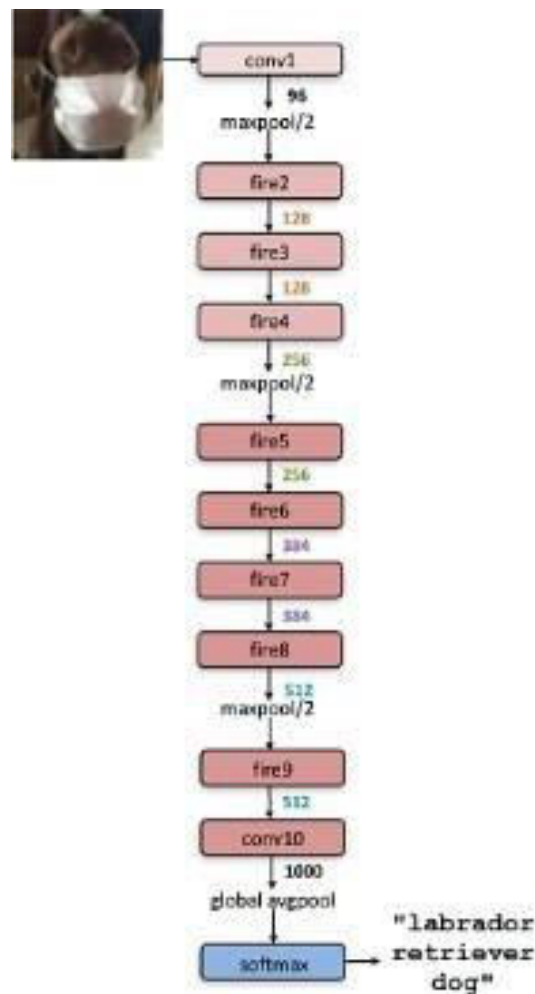 conv1
96
maxpool/2
fire2
128
fire3
128
fire4
256
maxppol/2
fire5
256
fire6
384
fire7
384
fire8
512
maxpool/2
fire9
512
conv10
1000
global avgpool
softmax
"labrador
retriever
dog"